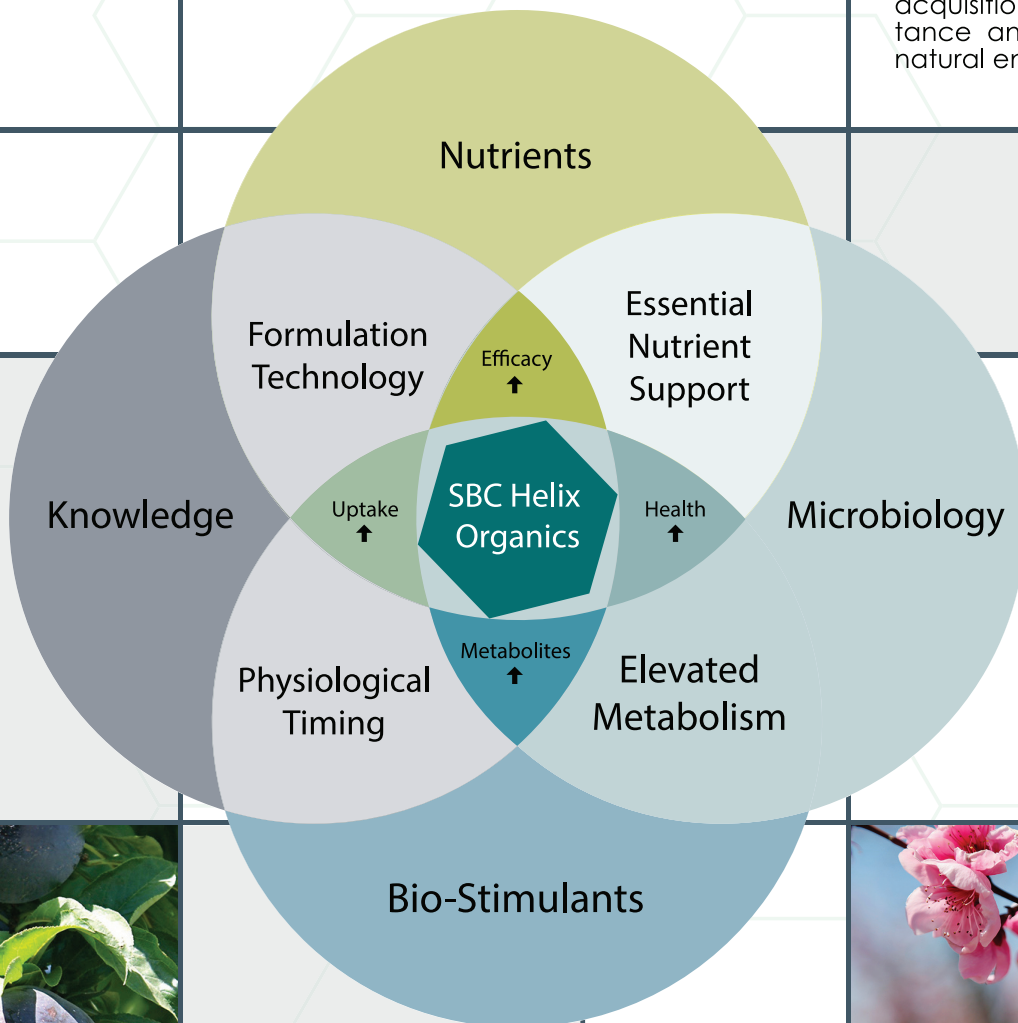 acquisitio
tance an
natural en
Nutrients
Formulation
Technology
Essential
Nutrient
Support
Efficacy
Knowledge
Uptake
SBC Helix
Organics
Health
Microbiology
Physiological
Timing
Metabolites
Elevated
Metabolism
Bio-Stimulants